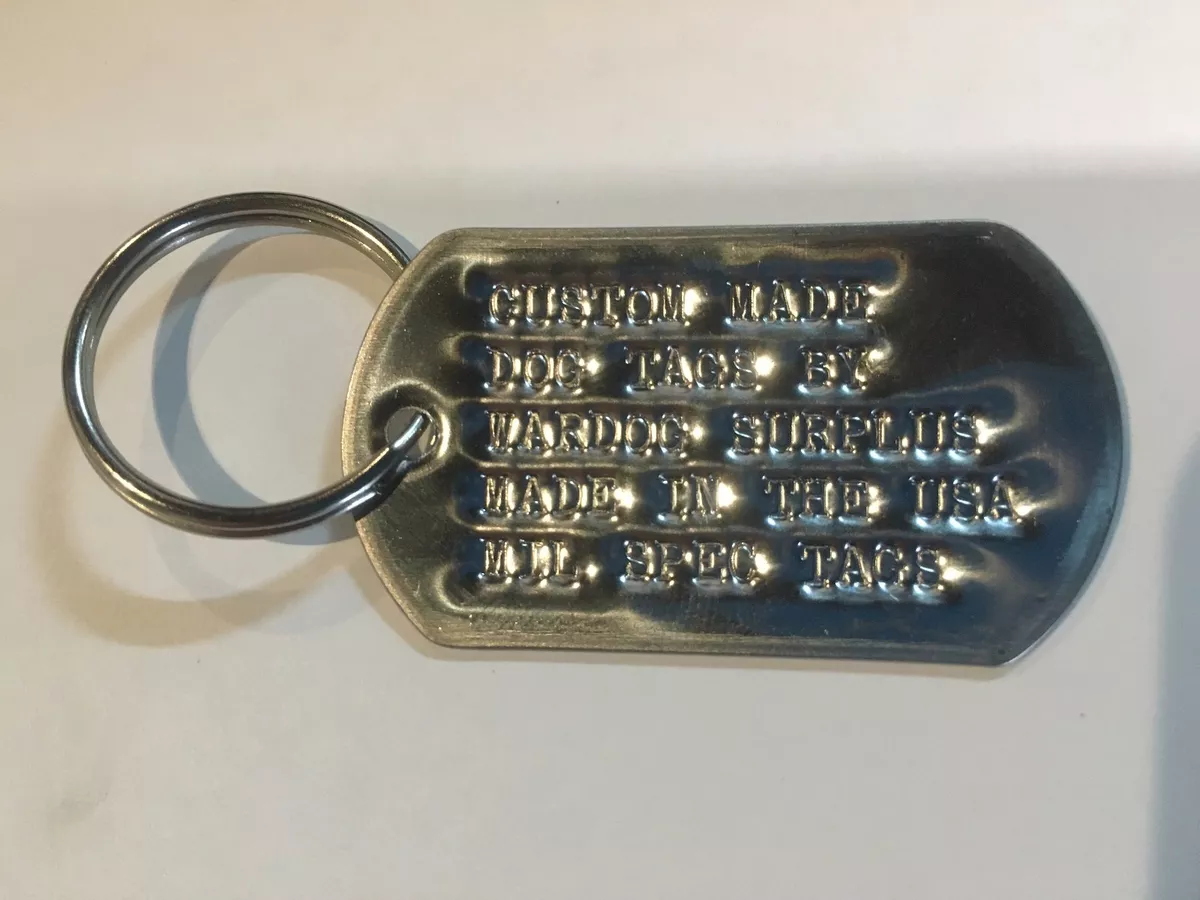 CUSTOM MADE
DOG TAGS BY
WARDOG SURPLUS
MADE IN THE USA
MIL SPEC TAGS